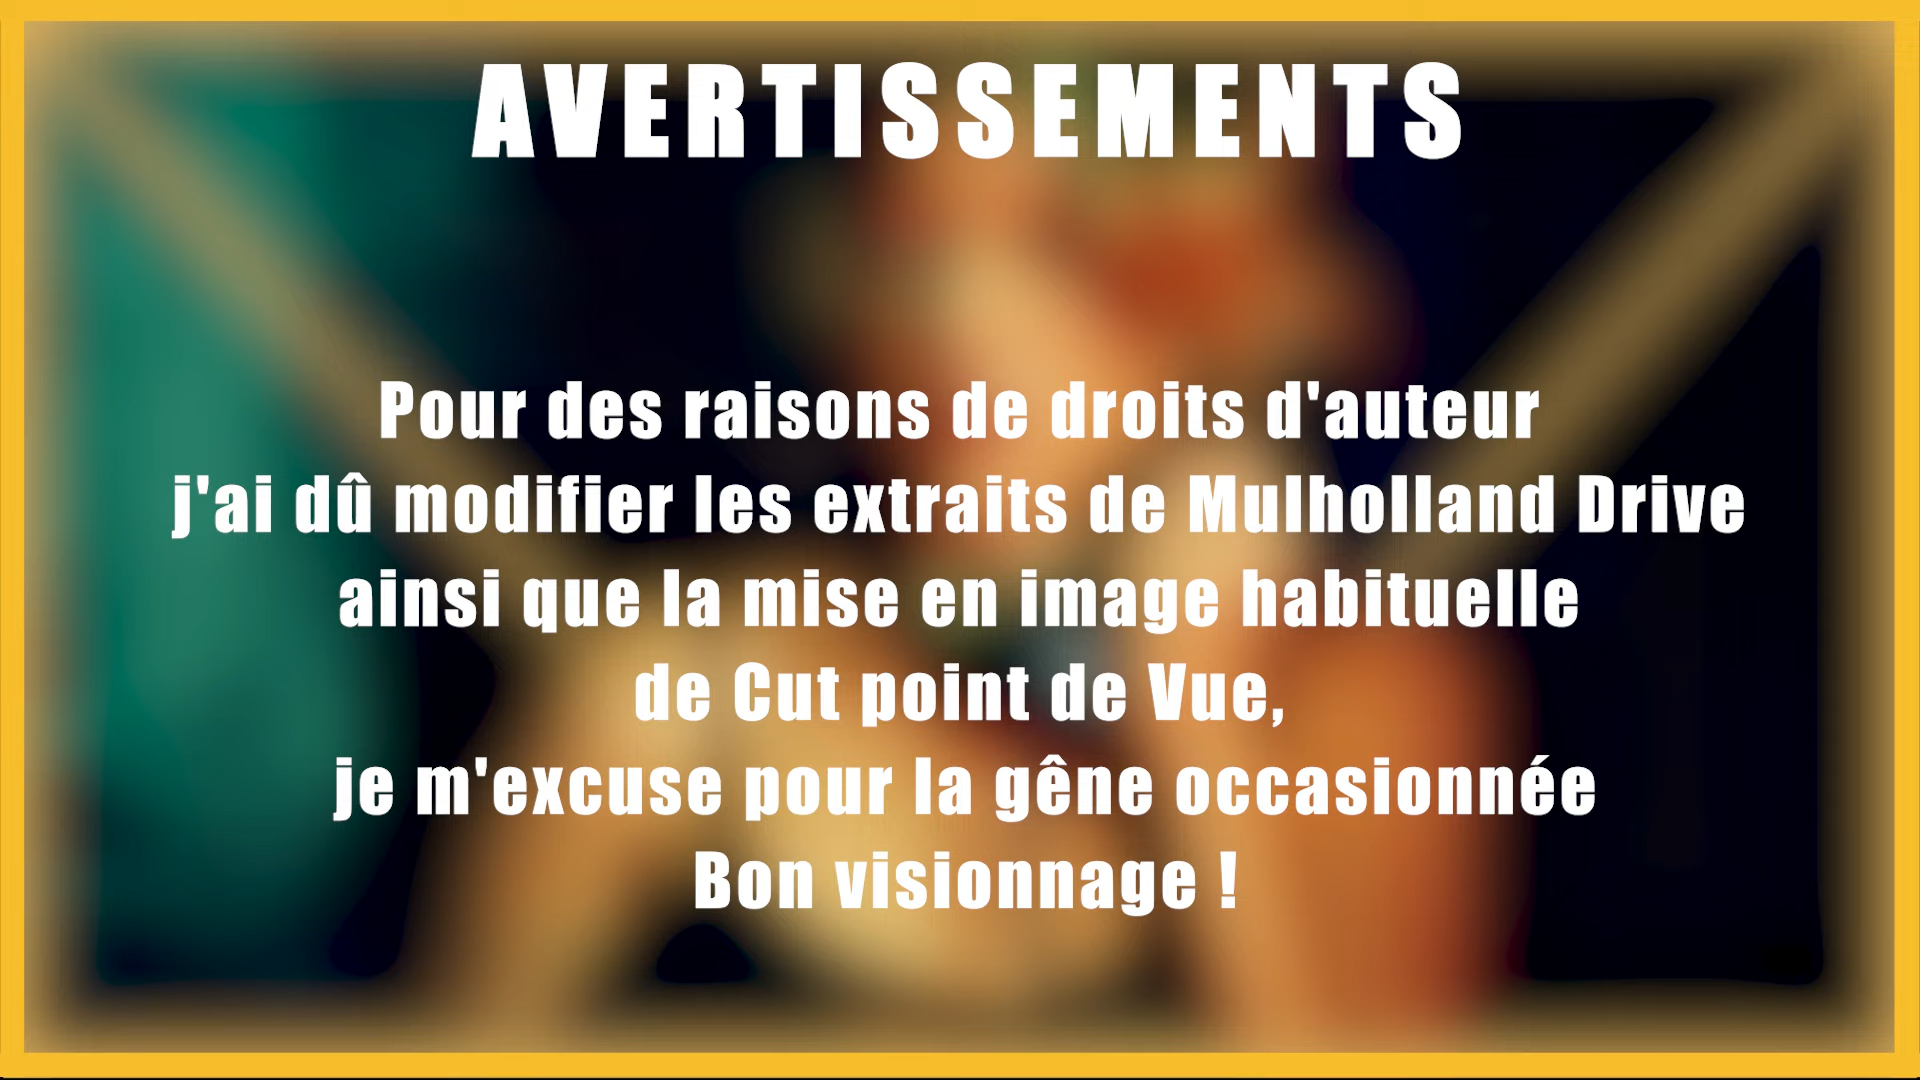 AVERTISSEMENTS
Pour des raisons de droits d'auteur
j'ai dû modifier les extraits de Mulholland Drive
ainsi que la mise en image habituelle
de Cut point de Vue,
je m'excuse pour la gêne occasionnée
Bon visionnage !